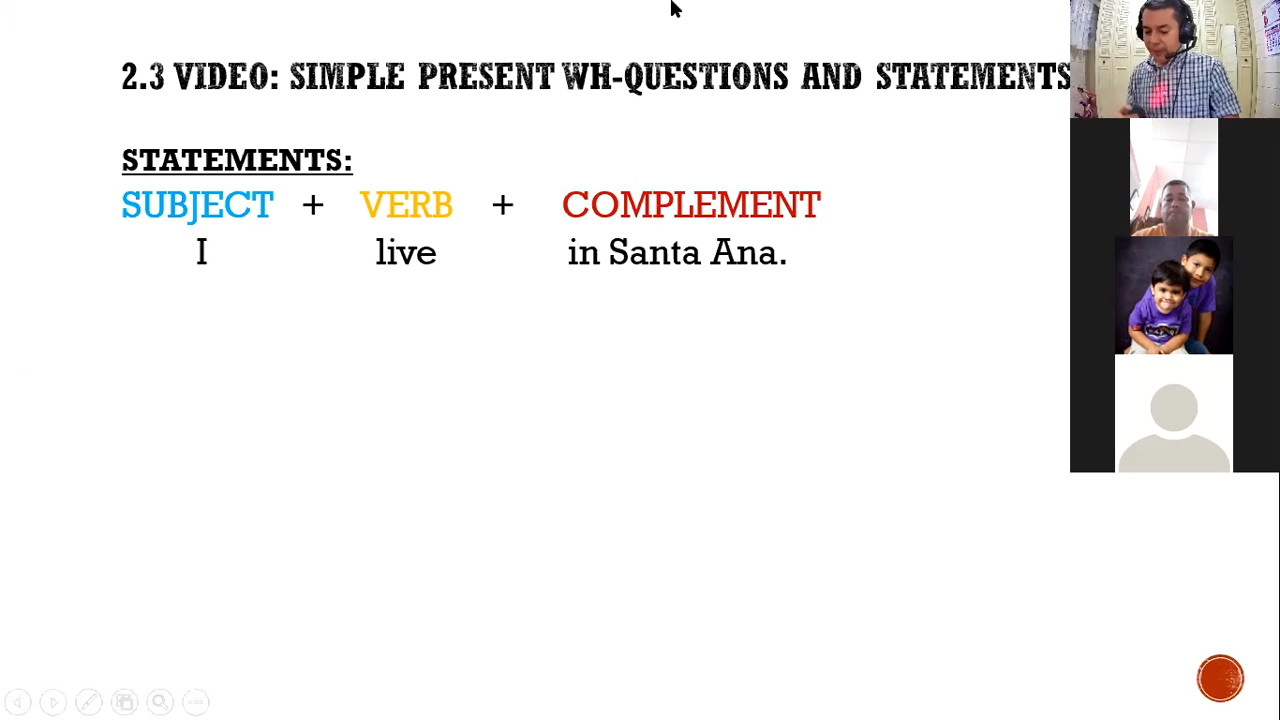 2.3 VIDEO: SIMPLE PRESENT WH-QUESTIONS AND STATEMENTS
STATEMENTS:
SUBJECT + VERB + COMPLEMENT
I live in Santa Ana.